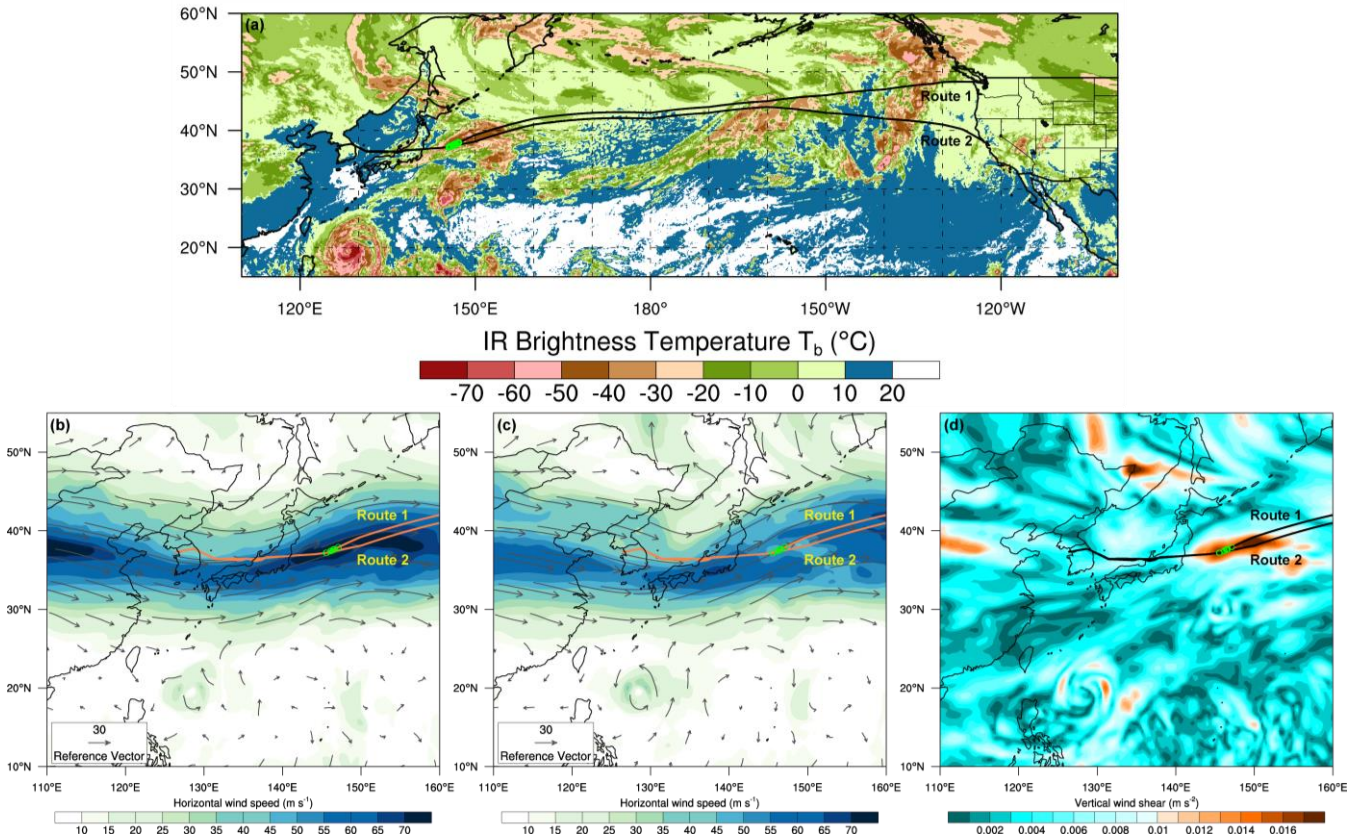 (a)
60°N
50°N
40°N
30°N
20°N
Route 1
Route 2
120°E 150°E 180° 150°W 120°W
IR Brightness Temperature T_b (°C)
-70 -60 -50 -40 -30 -20 -10 0 10 20
(b)
50°N
40°N
30°N
20°N
10°N
Route 1
Route 2
30
Reference Vector
110°E 120°E 130°E 140°E 150°E 160°E
Horizontal wind speed (m s⁻¹)
10 15 20 25 30 35 40 45 50 55 60 65 70
(c)
50°N
40°N
30°N
20°N
10°N
Route 1
Route 2
30
Reference Vector
110°E 120°E 130°E 140°E 150°E 160°E
Horizontal wind speed (m s⁻¹)
10 15 20 25 30 35 40 45 50 55 60 65 70
(d)
50°N
40°N
30°N
20°N
10°N
Route 1
Route 2
110°E 120°E 130°E 140°E 150°E 160°E
Vertical wind shear (m s⁻²)
0.002 0.004 0.006 0.008 0.01 0.012 0.014